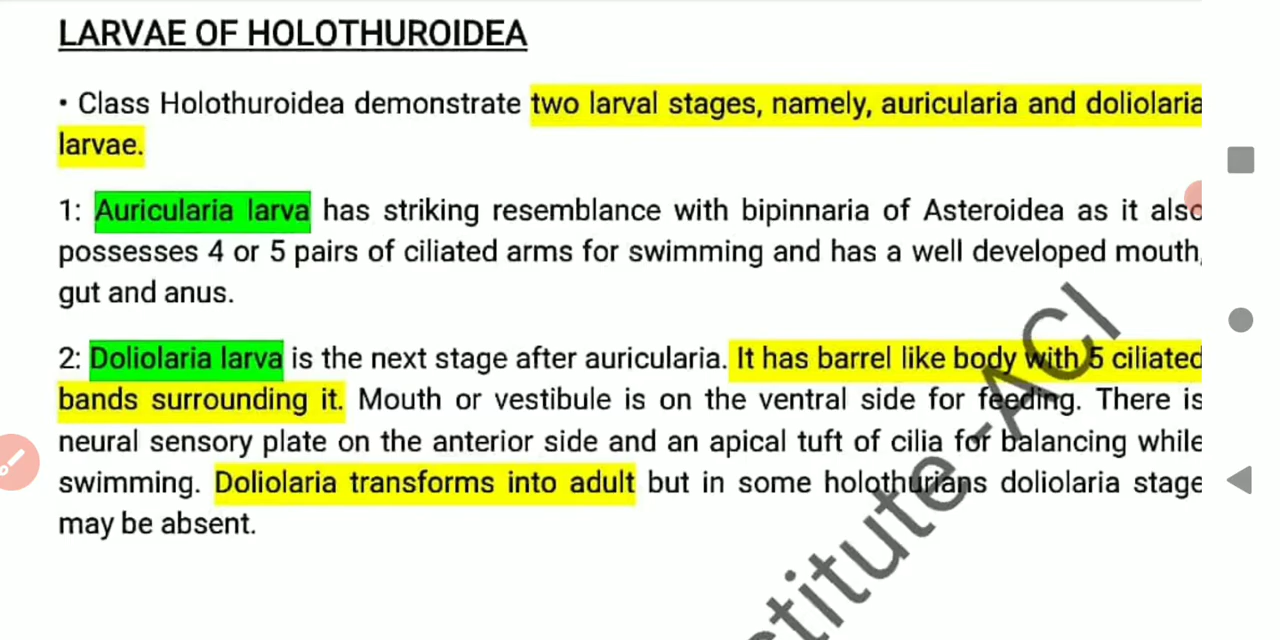 LARVAE OF HOLOTHUROIDEA
• Class Holothuroidea demonstrate two larval stages, namely, auricularia and doliolaria
larvae.
1: Auricularia larva has striking resemblance with bipinnaria of Asteroidea as it also
possesses 4 or 5 pairs of ciliated arms for swimming and has a well developed mouth,
gut and anus.
2: Doliolaria larva is the next stage after auricularia. It has barrel like body with 5 ciliated
bands surrounding it. Mouth or vestibule is on the ventral side for feeding. There is
neural sensory plate on the anterior side and an apical tuft of cilia for balancing while
swimming. Doliolaria transforms into adult but in some holothurians doliolaria stage
may be absent.
stitute -ACI